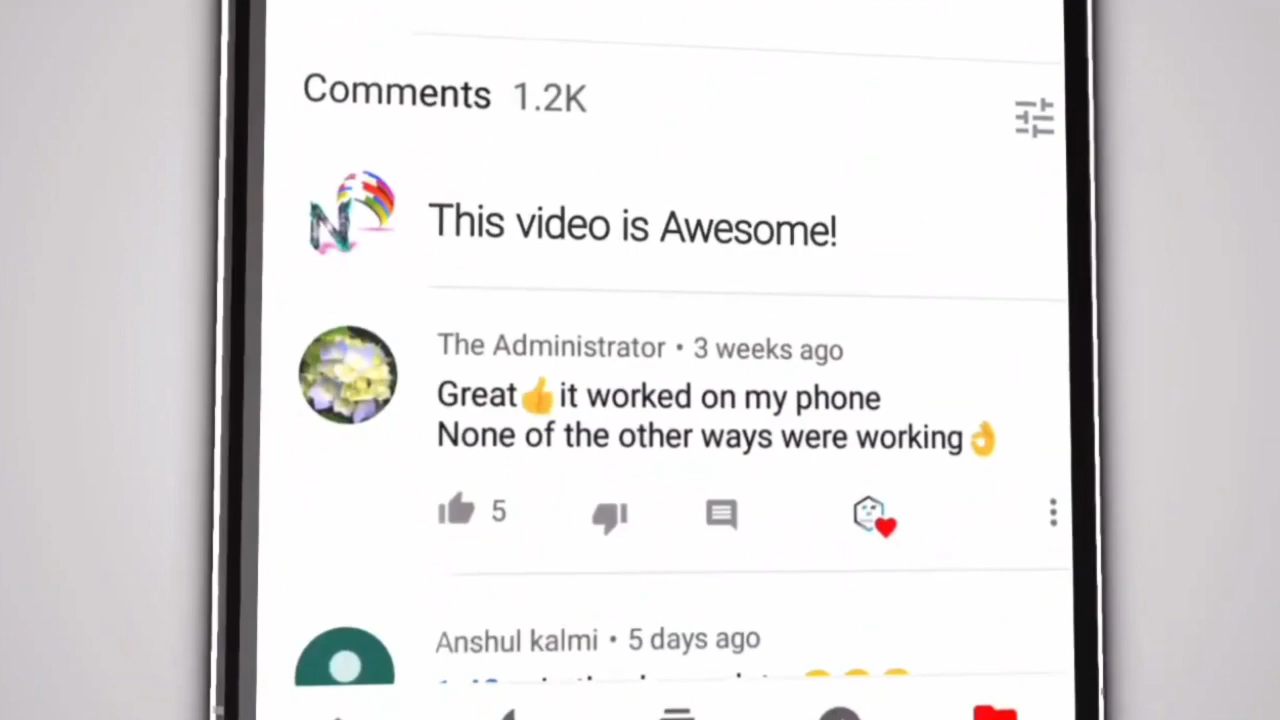 Comments 1.2K
N
This video is Awesome!
The Administrator • 3 weeks ago
Great👍it worked on my phone
None of the other ways were working👌
5
Anshul kalmi • 5 days ago